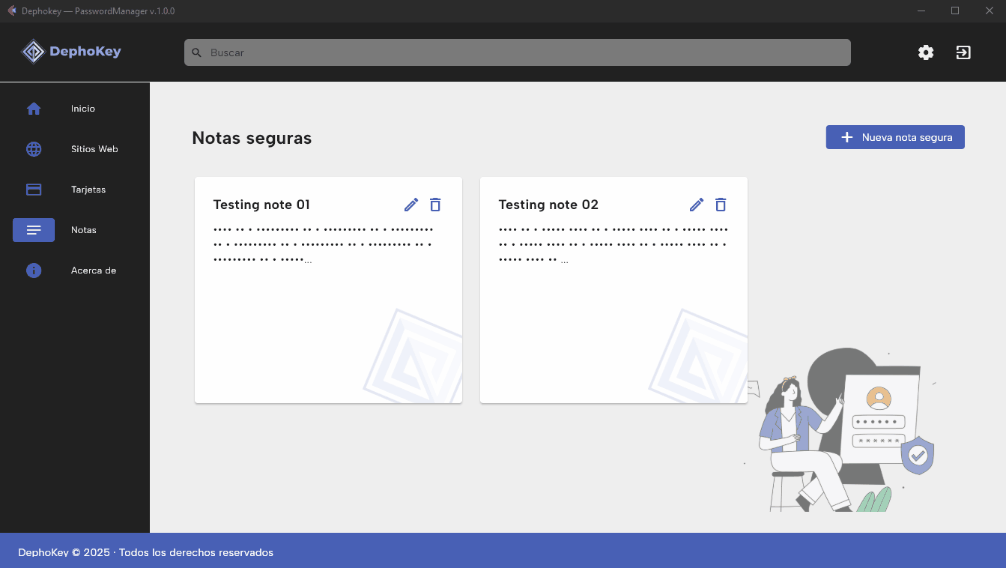 Dephokey — PasswordManager v.1.0.0
DephoKey
Buscar
Inicio
Sitios Web
Tarjetas
Notas
Acerca de
Notas seguras
Nueva nota segura
Testing note 01
•••• •• • ••••••••• •• • ••••••••• •• • •••••••••
•• • ••••••••• •• • ••••••••• •• • ••••••••• •• •
••••••••• •• • •••••...
Testing note 02
•••• •• • ••••• •••• •• • ••••• •••• •• • ••••• ••••
•• • ••••• •••• •• • ••••• •••• •• • ••••• •••• •• •
••••• •••• •• ...
DephoKey © 2025 · Todos los derechos reservados